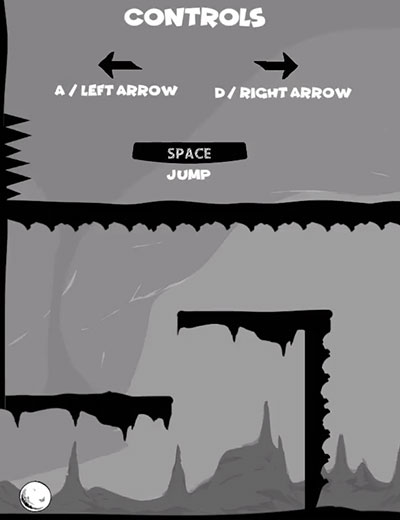 CONTROLS
A / LEFT ARROW
D / RIGHT ARROW
SPACE
JUMP